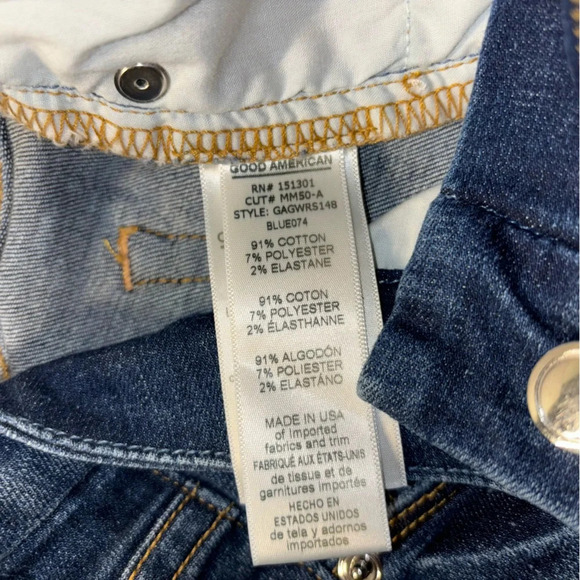 GOOD AMERICAN
RN# 151301
CUT# MM50-A
STYLE: GAGWRS148
BLUE074
91% COTTON
7% POLYESTER
2% ELASTANE
91% COTON
7% POLYESTER
2% ÉLASTHANNE
91% ALGODÓN
7% POLIESTER
2% ELASTÁNO
MADE IN USA
of Imported
fabrics and trim
FABRIQUÉ AUX ÉTATS-UNIS
de tissue et de
garnitures importés
HECHO EN
ESTADOS UNIDOS
de tela y adornos
importados